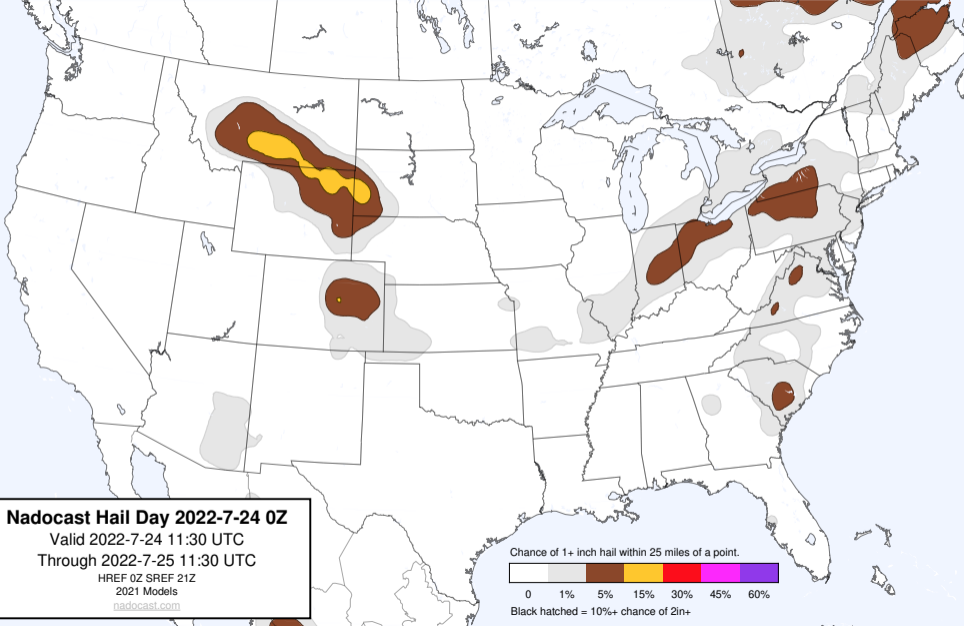 Nadocast Hail Day 2022-7-24 0Z
Valid 2022-7-24 11:30 UTC
Through 2022-7-25 11:30 UTC
HREF 0Z SREF 21Z
2021 Models
nadocast.com
Chance of 1+ inch hail within 25 miles of a point.
0 1% 5% 15% 30% 45% 60%
Black hatched = 10%+ chance of 2in+